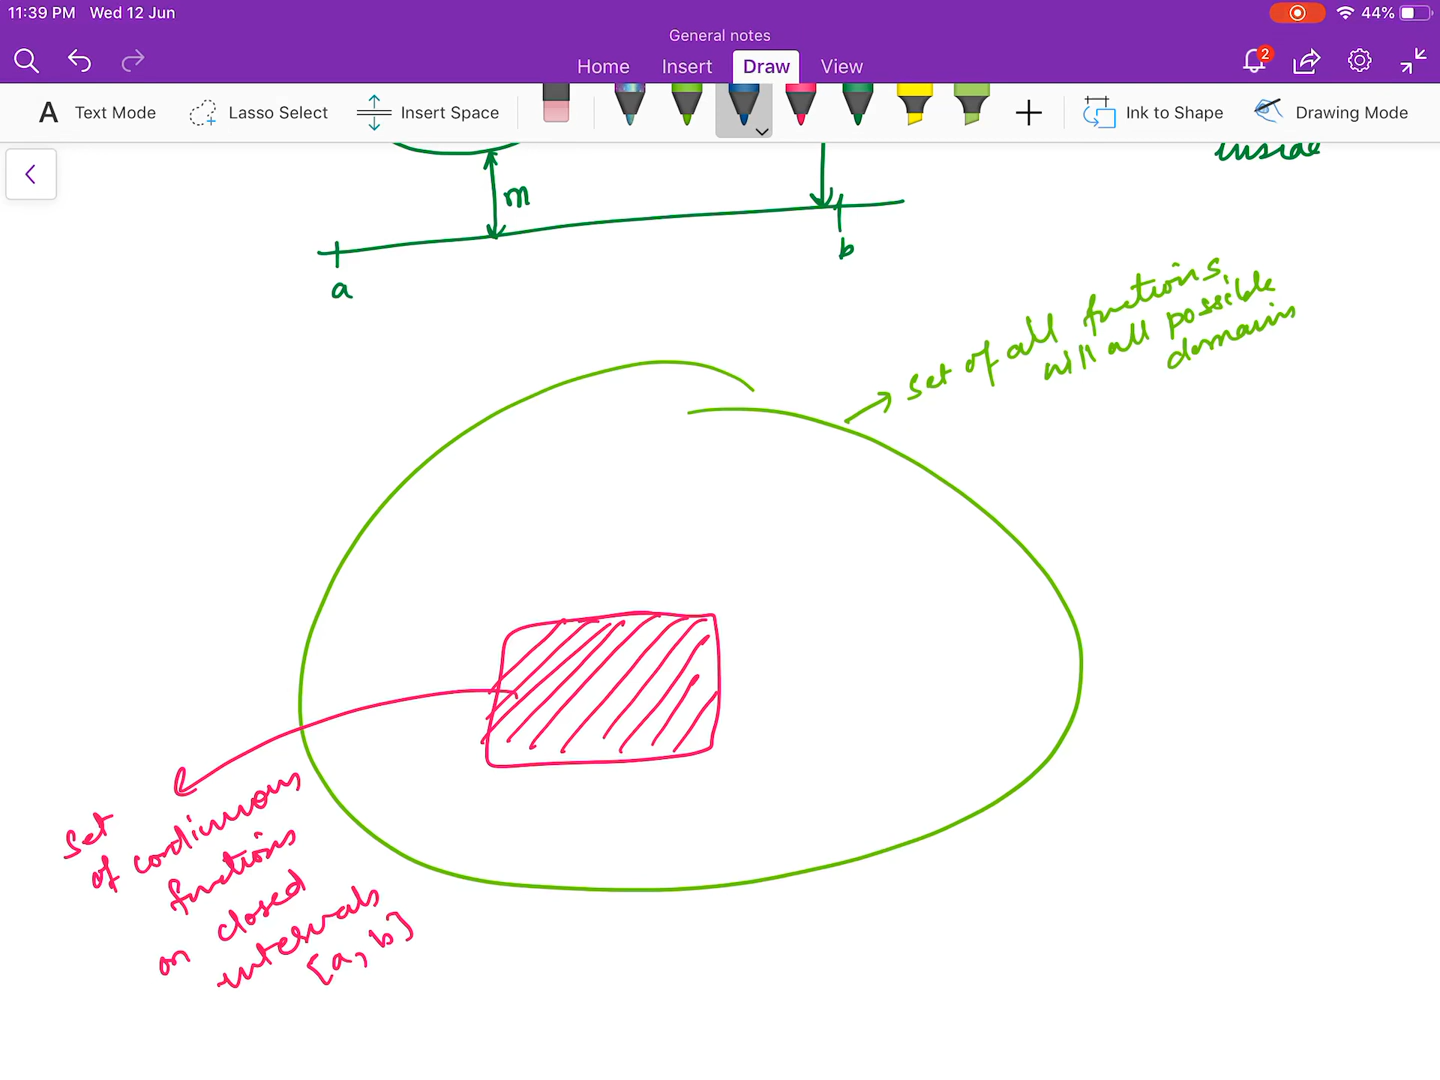 11:39 PM Wed 12 Jun
44%
General notes
Home Insert Draw View
2
A Text Mode Lasso Select Insert Space Ink to Shape Drawing Mode
inside
m
a
b
set of all functions,
will all possible
domains
set
of continuous
functions
on closed
intervals
[a, b]